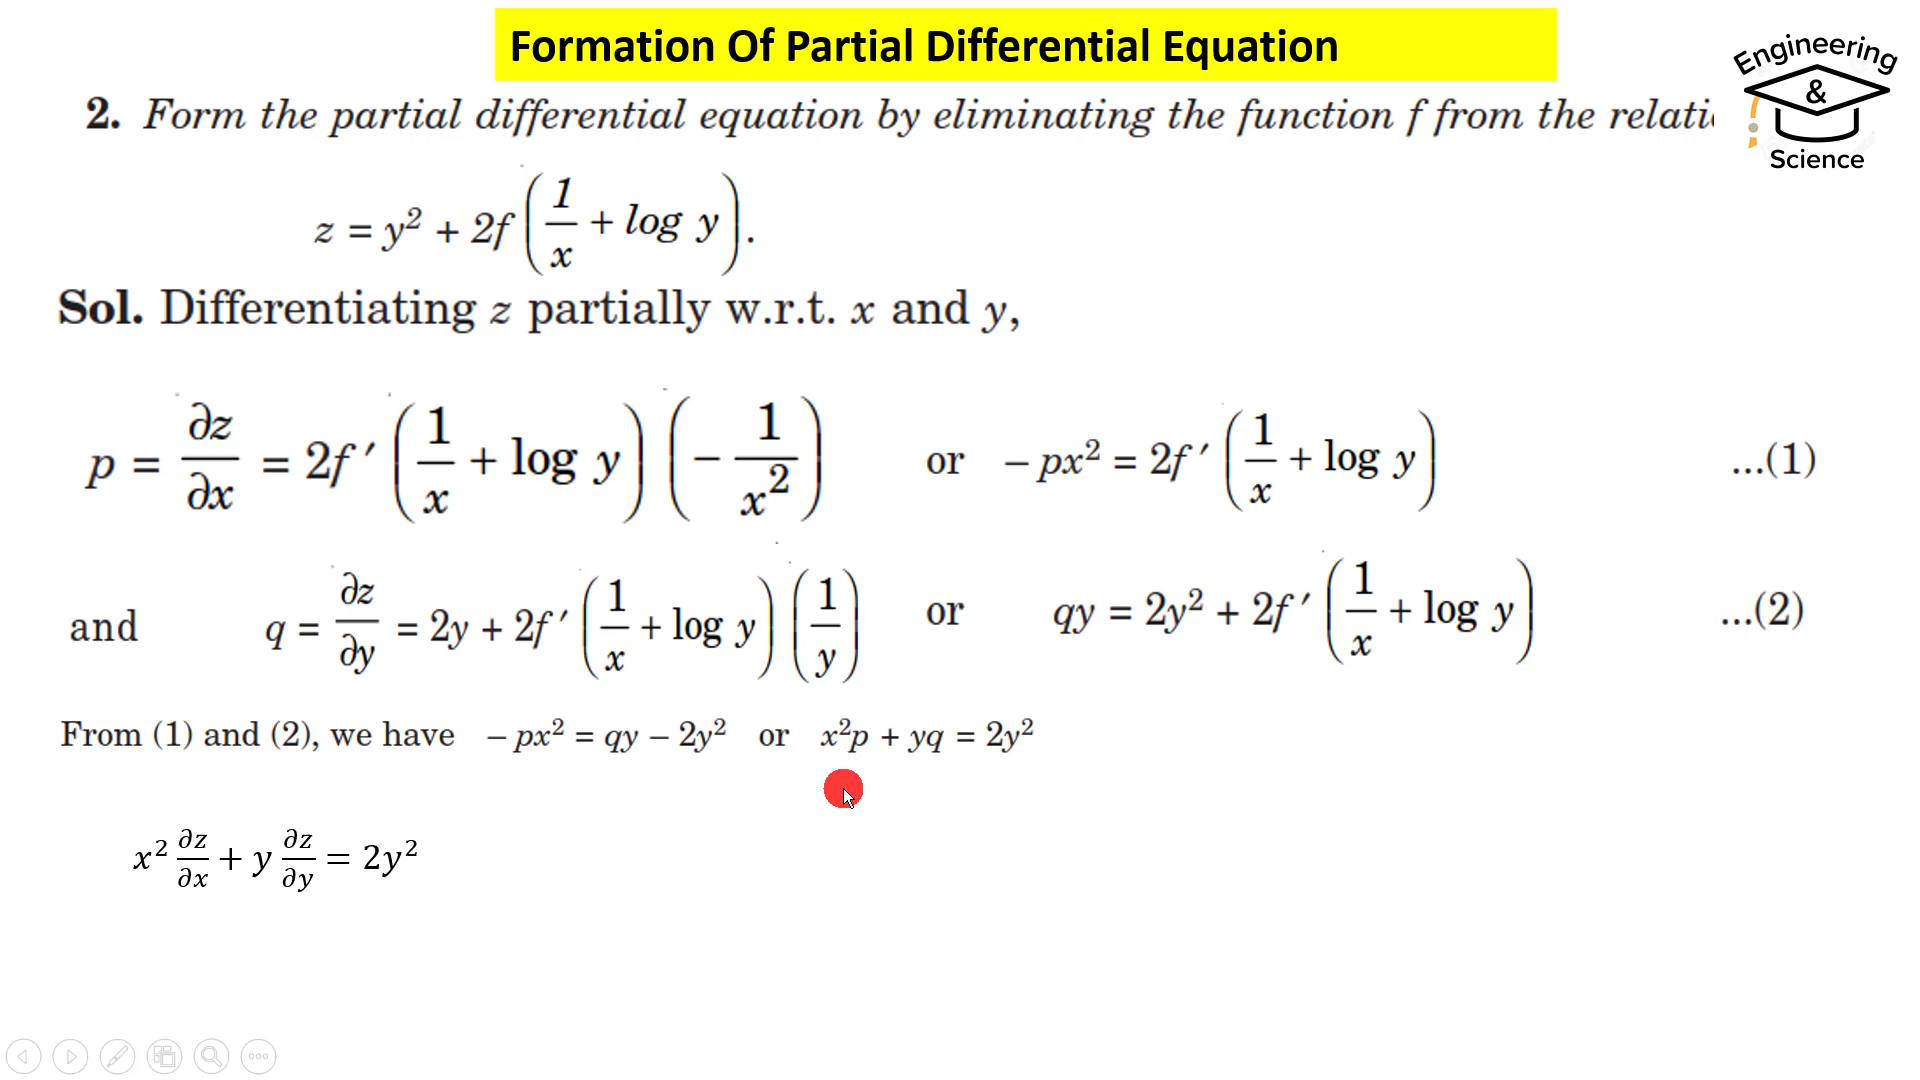 Formation Of Partial Differential Equation
Engineering
&
Science
2. Form the partial differential equation by eliminating the function f from the
z = y² + 2f (1/x + log y).
Sol. Differentiating z partially w.r.t. x and y,
p = ∂z/∂x = 2f ′ (1/x + log y) (− 1/x²) or − px² = 2f ′ (1/x + log y) ...(1)
and q = ∂z/∂y = 2y + 2f ′ (1/x + log y) (1/y) or qy = 2y² + 2f ′ (1/x + log y) ...(2)
From (1) and (2), we have − px² = qy − 2y² or x²p + yq = 2y²
x² ∂z/∂x + y ∂z/∂y = 2y²